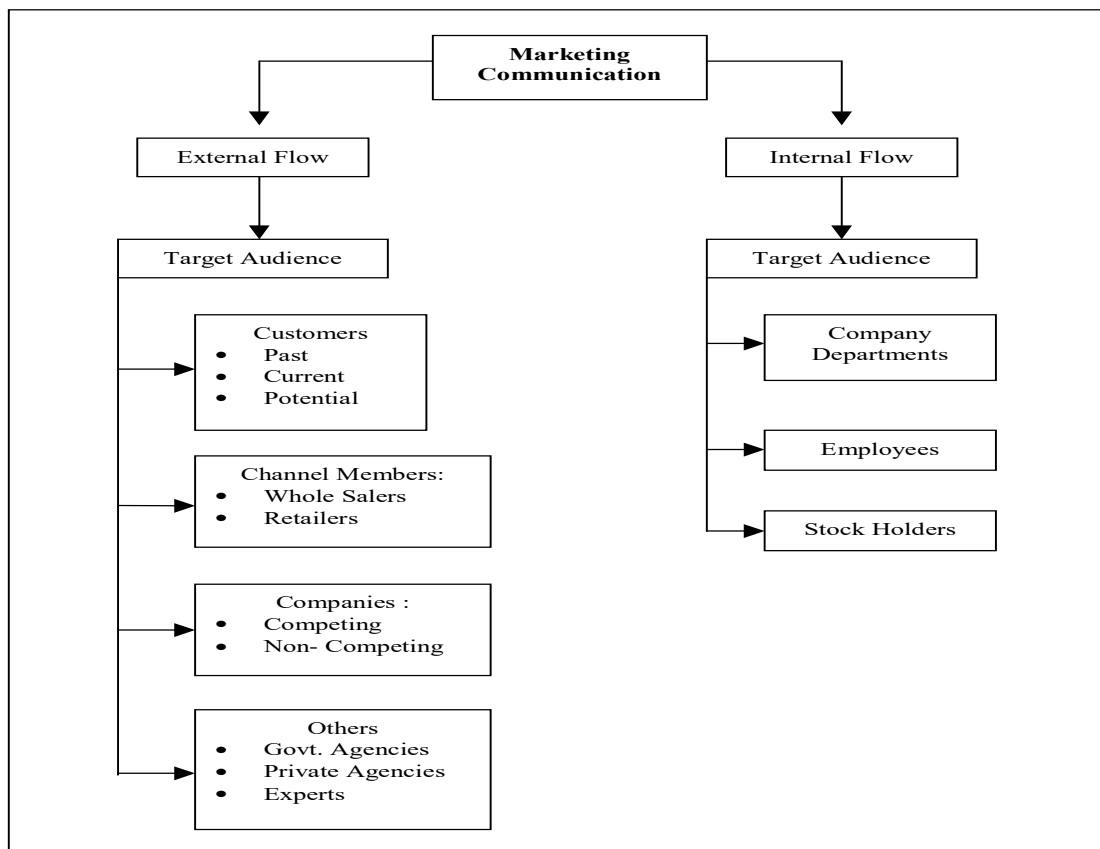 Marketing
Communication
External Flow
Target Audience
Customers
• Past
• Current
• Potential
Channel Members:
• Whole Salers
• Retailers
Companies :
• Competing
• Non- Competing
Others
• Govt. Agencies
• Private Agencies
• Experts
Internal Flow
Target Audience
Company
Departments
Employees
Stock Holders